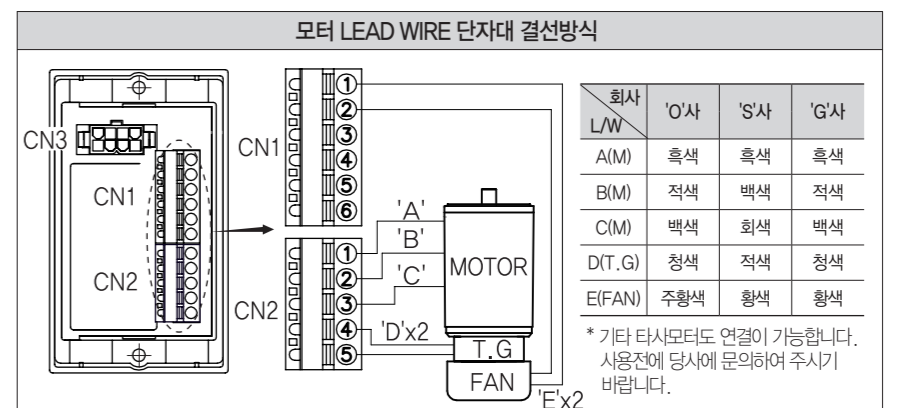 모터 LEAD WIRE 단자대 결선방식
CN3
CN1
CN2
CN1
①
②
③
④
⑤
⑥
CN2
①
②
③
④
⑤
'A'
'B'
'C'
'D'x2
MOTOR
T.G
FAN
'E'x2
회사
L/W 'O'사 'S'사 'G'사
A(M) 흑색 흑색 흑색
B(M) 적색 백색 적색
C(M) 백색 회색 백색
D(T.G) 청색 적색 청색
E(FAN) 주황색 황색 황색
* 기타 타사모터도 연결이 가능합니다.
사용전에 당사에 문의하여 주시기
바랍니다.